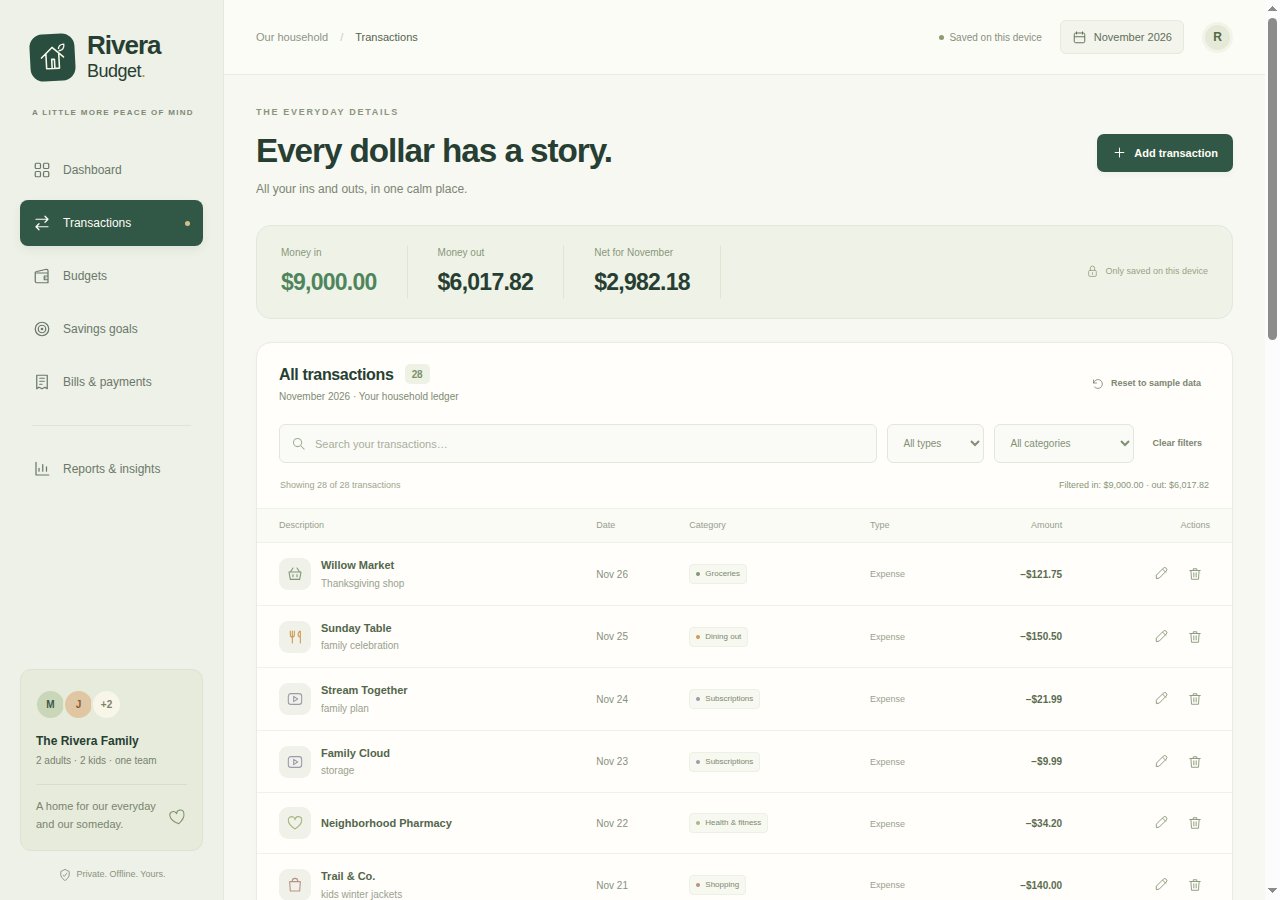 Rivera
Budget.
A LITTLE MORE PEACE OF MIND
Dashboard
Transactions
Budgets
Savings goals
Bills & payments
Reports & insights
M J +2
The Rivera Family
2 adults · 2 kids · one team
A home for our everyday
and our someday.
Private. Offline. Yours.
Our household / Transactions
Saved on this device
November 2026
R
THE EVERYDAY DETAILS
Every dollar has a story.
All your ins and outs, in one calm place.
Add transaction
Money in
$9,000.00
Money out
$6,017.82
Net for November
$2,982.18
Only saved on this device
All transactions 28
November 2026 · Your household ledger
Reset to sample data
Search your transactions…
All types
All categories
Clear filters
Showing 28 of 28 transactions
Filtered in: $9,000.00 · out: $6,017.82
Description Date Category Type Amount Actions
Willow Market
Thanksgiving shop
Nov 26 Groceries Expense −$121.75
Sunday Table
family celebration
Nov 25 Dining out Expense −$150.50
Stream Together
family plan
Nov 24 Subscriptions Expense −$21.99
Family Cloud
storage
Nov 23 Subscriptions Expense −$9.99
Neighborhood Pharmacy
Nov 22 Health & fitness Expense −$34.20
Trail & Co.
kids winter jackets
Nov 21 Shopping Expense −$140.00